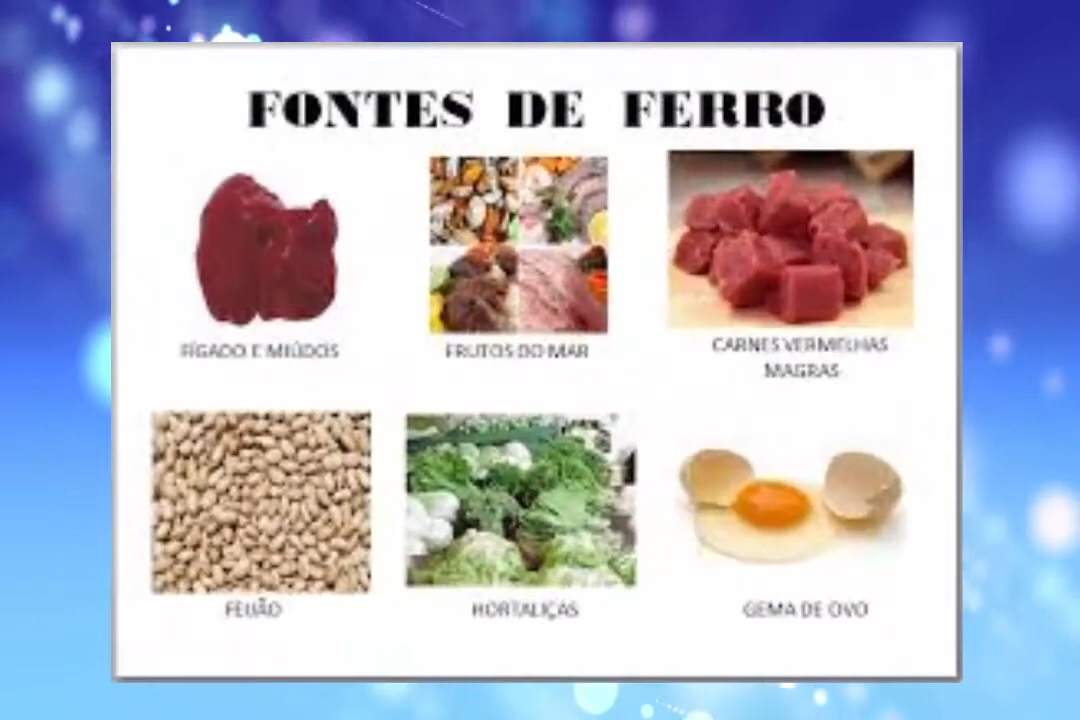 FONTES DE FERRO
FÍGADO E MIÚDOS
FRUTOS DO MAR
CARNES VERMELHAS
MAGRAS
FEIJÃO
HORTALIÇAS
GEMA DE OVO